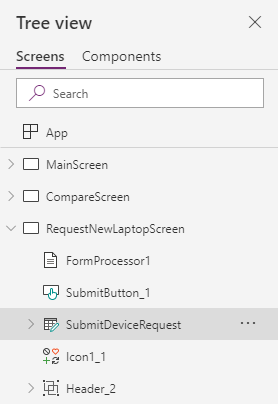 Tree view
Screens Components
Search
App
MainScreen
CompareScreen
RequestNewLaptopScreen
FormProcessor1
SubmitButton_1
SubmitDeviceRequest ...
Icon1_1
Header_2